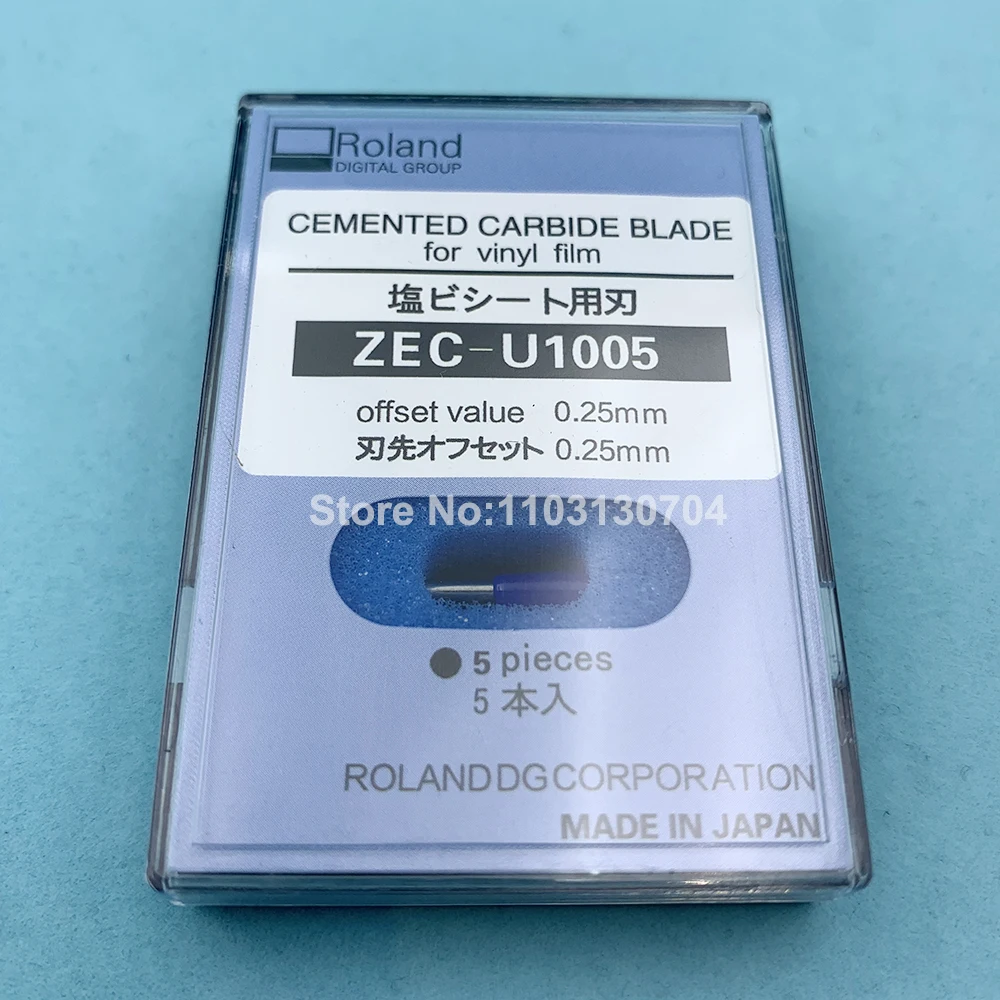 Roland
DIGITAL GROUP
CEMENTED CARBIDE BLADE
for vinyl film
塩ビシート用刃
ZEC-U1005
offset value 0.25mm
刃先オフセット 0.25mm
Store No:1103130704
● 5 pieces
5 本入
ROLAND DG CORPORATION
MADE IN JAPAN